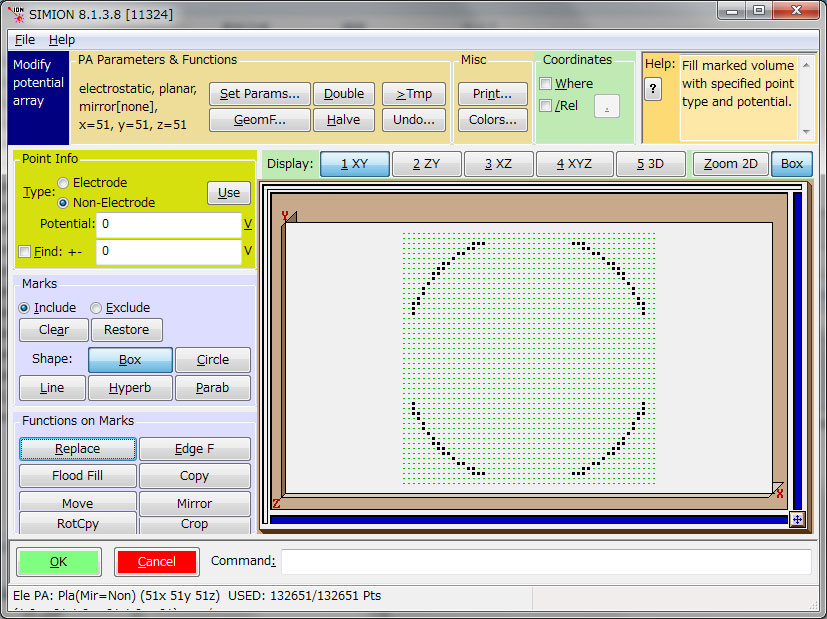 SIMION 8.1.3.8 [11324]
File Help
Modify potential array
PA Parameters & Functions
electrostatic, planar,
mirror[none],
x=51, y=51, z=51
Set Params... Double >Tmp
GeomF... Halve Undo...
Misc
Print...
Colors...
Coordinates
Where
/Rel .
Help:
?
Fill marked volume
with specified point
type and potential.
Point Info
Type: Electrode
Non-Electrode
Use
Potential: 0 V
Find: +- 0 V
Marks
Include Exclude
Clear Restore
Shape: Box Circle
Line Hyperb Parab
Functions on Marks
Replace Edge F
Flood Fill Copy
Move Mirror
RotCpy Crop
Display: 1 XY 2 ZY 3 XZ 4 XYZ 5 3D Zoom 2D Box
Y
Z
X
OK Cancel Command:
Ele PA: Pla(Mir=Non) (51x 51y 51z) USED: 132651/132651 Pts